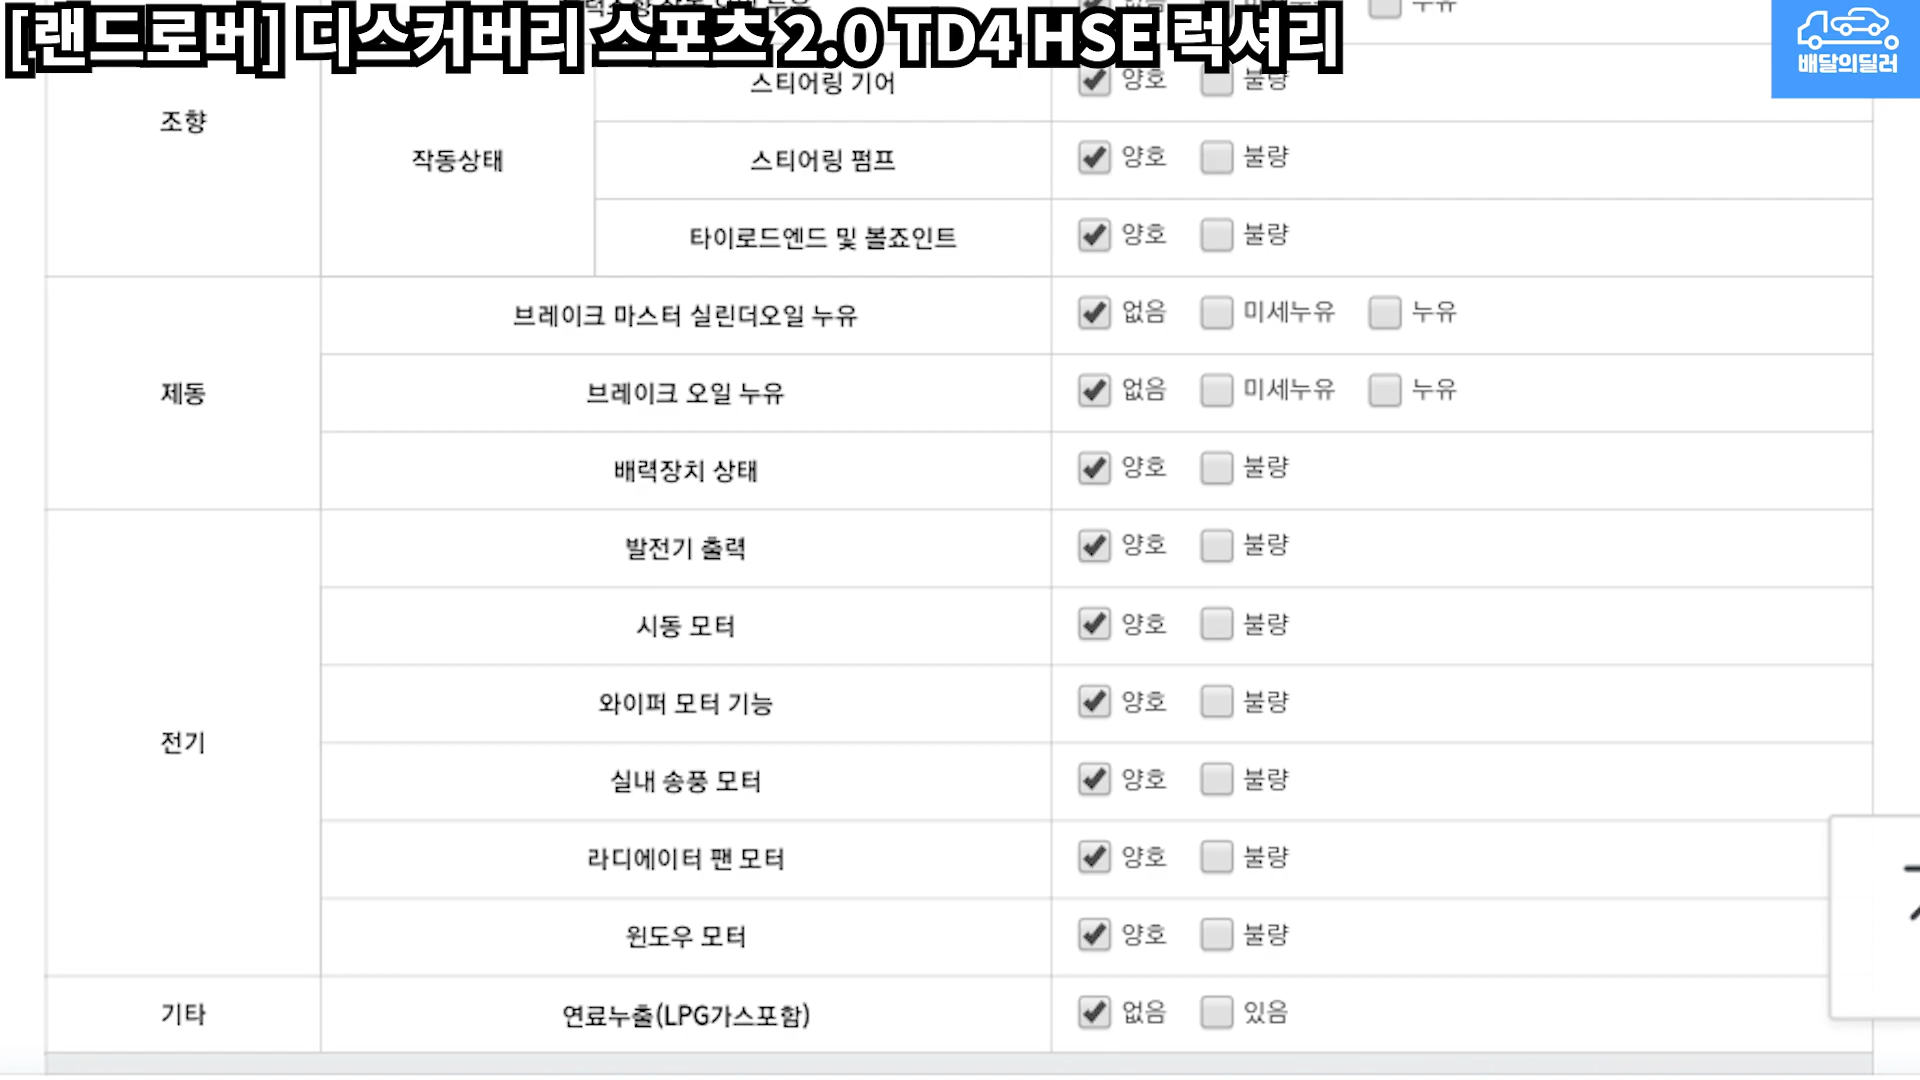 [랜드로버] 디스커버리 스포츠 2.0 TD4 HSE 럭셔리
배달의딜러
조향
작동상태
스티어링 기어
양호 불량
스티어링 펌프
양호 불량
타이로드엔드 및 볼죠인트
양호 불량
제동
브레이크 마스터 실린더오일 누유
없음 미세누유 누유
브레이크 오일 누유
없음 미세누유 누유
배력장치 상태
양호 불량
전기
발전기 출력
양호 불량
시동 모터
양호 불량
와이퍼 모터 기능
양호 불량
실내 송풍 모터
양호 불량
라디에이터 팬 모터
양호 불량
윈도우 모터
양호 불량
기타
연료누출(LPG가스포함)
없음 있음